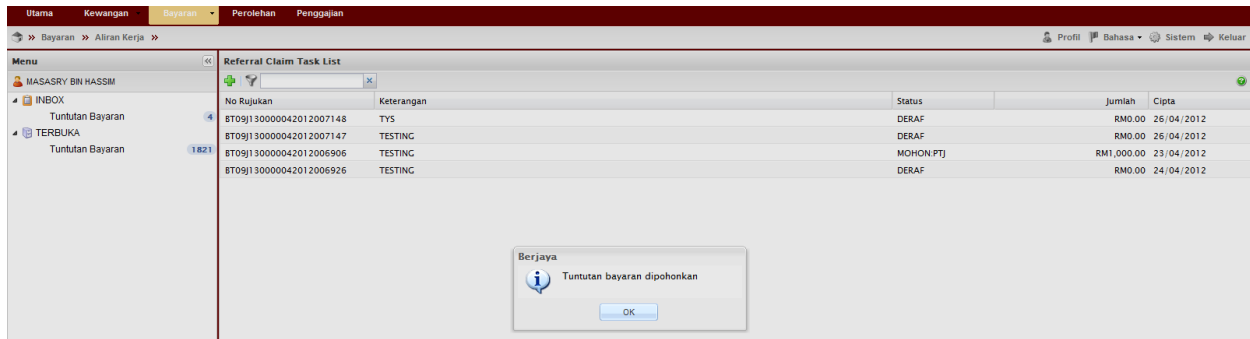 Utama Kewangan Bayaran Perolehan Penggajian
» Bayaran » Aliran Kerja » Profil Bahasa Sistem Keluar
Menu Referral Claim Task List
MASASRY BIN HASSIM
INBOX
Tuntutan Bayaran 4
TERBUKA
Tuntutan Bayaran 1821
No Rujukan Keterangan Status Jumlah Cipta
BT09J130000042012007148 TYS DERAF RM0.00 26/04/2012
BT09J130000042012007147 TESTING DERAF RM0.00 26/04/2012
BT09J130000042012006906 TESTING MOHON:PTJ RM1,000.00 23/04/2012
BT09J130000042012006926 TESTING DERAF RM0.00 24/04/2012
Berjaya
Tuntutan bayaran dipohonkan
OK